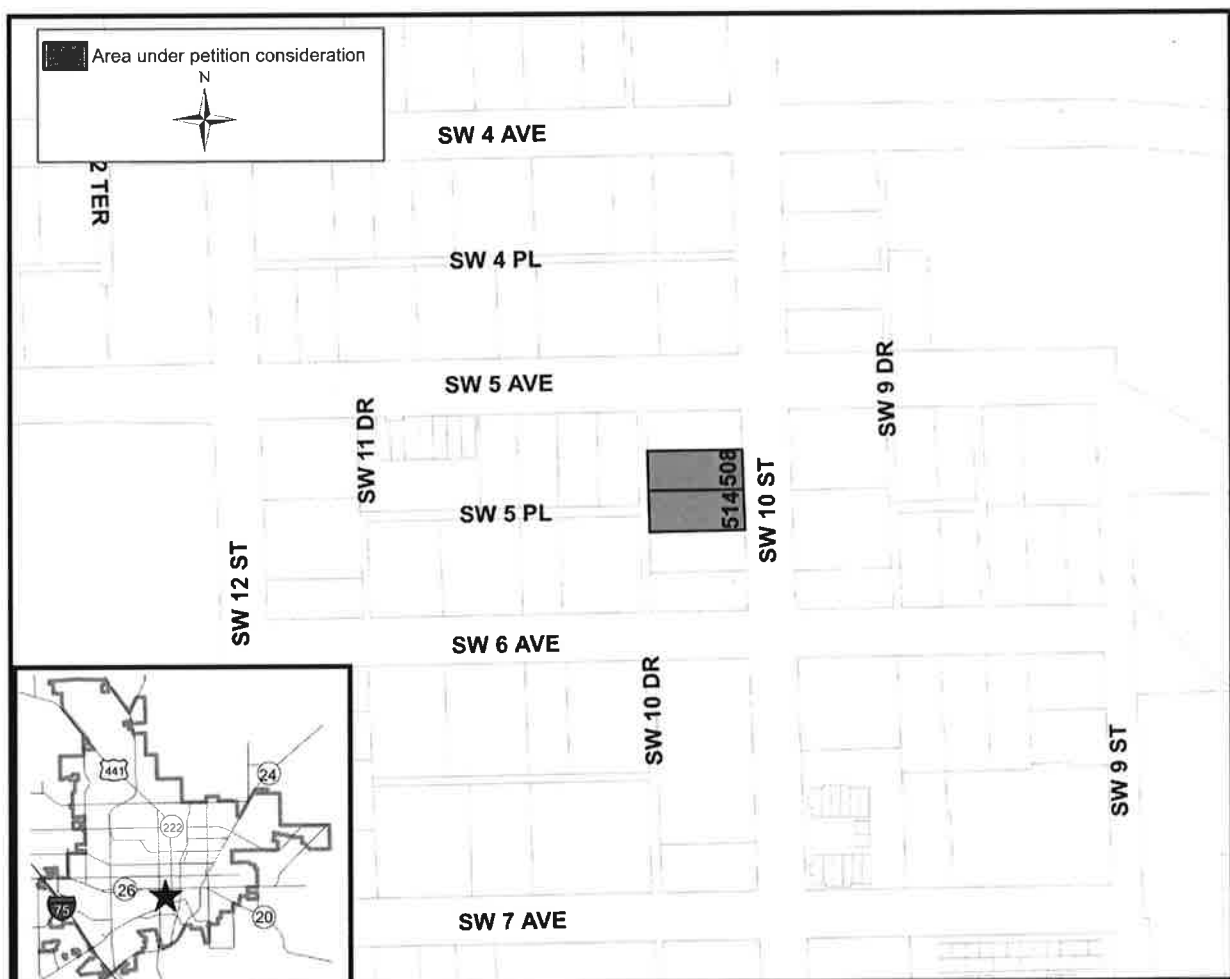 Area under petition consideration
N
SW 4 AVE
2 TER
SW 4 PL
SW 5 AVE
SW 9 DR
SW 11 DR
508
514
SW 10 ST
SW 5 PL
SW 12 ST
SW 6 AVE
SW 10 DR
SW 9 ST
SW 7 AVE
441
24
222
26
75
20